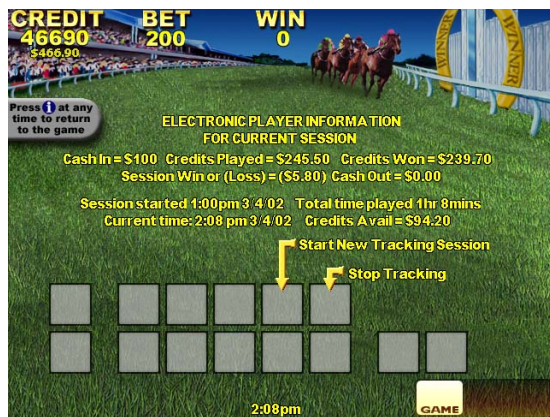 CREDIT BET WIN
46690 200 0
$466.90
WINNER WINNER
Press i at any
time to return
to the game
ELECTRONIC PLAYER INFORMATION
FOR CURRENT SESSION
Cash In = $100 Credits Played = $245.50 Credits Won = $239.70
Session Win or (Loss) = ($5.80) Cash Out = $0.00
Session started 1:00pm 3/4/02 Total time played 1hr 8mins
Current time: 2:08 pm 3/4/02 Credits Avail = $94.20
Start New Tracking Session
Stop Tracking
GAME
2:08pm